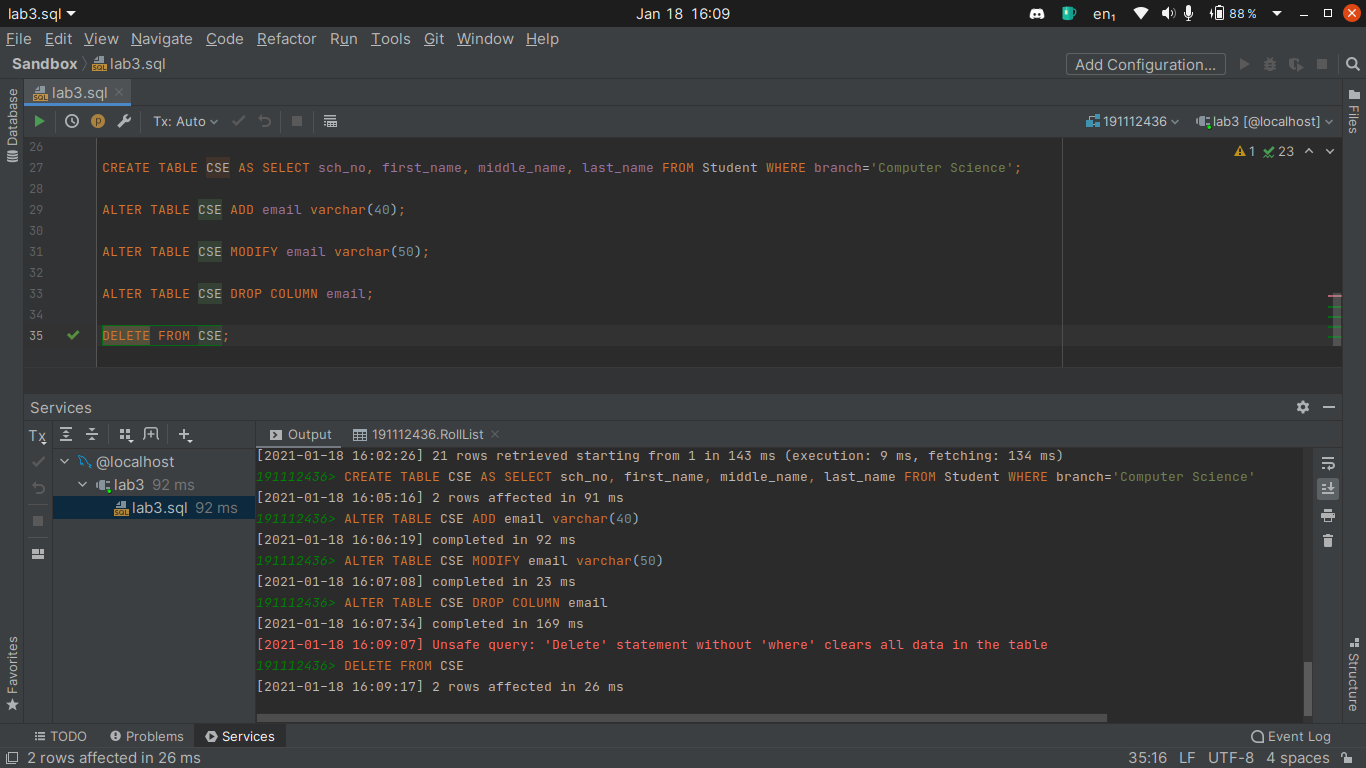 lab3.sql
Jan 18 16:09
en₁
88 %
File Edit View Navigate Code Refactor Run Tools Git Window Help
Sandbox lab3.sql
Add Configuration...
lab3.sql
Database
Files
Tx: Auto
191112436
lab3 [@localhost]
1 23
26
27 CREATE TABLE CSE AS SELECT sch_no, first_name, middle_name, last_name FROM Student WHERE branch='Computer Science';
28
29 ALTER TABLE CSE ADD email varchar(40);
30
31 ALTER TABLE CSE MODIFY email varchar(50);
32
33 ALTER TABLE CSE DROP COLUMN email;
34
35 DELETE FROM CSE;
Services
Tx
@localhost
lab3 92 ms
lab3.sql 92 ms
Output 191112436.RollList
[2021-01-18 16:02:26] 21 rows retrieved starting from 1 in 143 ms (execution: 9 ms, fetching: 134 ms)
191112436> CREATE TABLE CSE AS SELECT sch_no, first_name, middle_name, last_name FROM Student WHERE branch='Computer Science'
[2021-01-18 16:05:16] 2 rows affected in 91 ms
191112436> ALTER TABLE CSE ADD email varchar(40)
[2021-01-18 16:06:19] completed in 92 ms
191112436> ALTER TABLE CSE MODIFY email varchar(50)
[2021-01-18 16:07:08] completed in 23 ms
191112436> ALTER TABLE CSE DROP COLUMN email
[2021-01-18 16:07:34] completed in 169 ms
[2021-01-18 16:09:07] Unsafe query: 'Delete' statement without 'where' clears all data in the table
191112436> DELETE FROM CSE
[2021-01-18 16:09:17] 2 rows affected in 26 ms
Favorites
Structure
TODO Problems Services
Event Log
2 rows affected in 26 ms
35:16 LF UTF-8 4 spaces